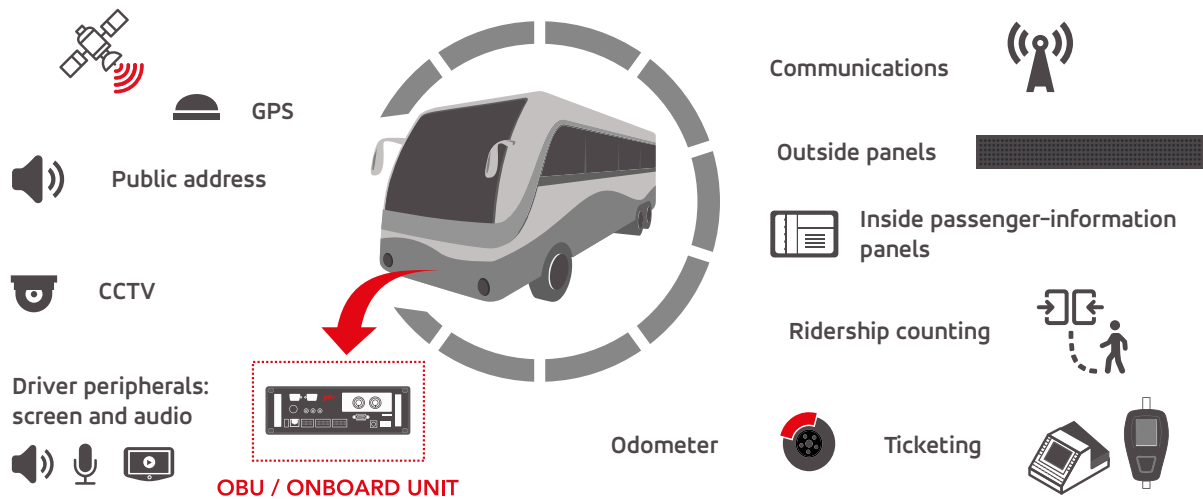 GPS
Public address
CCTV
Driver peripherals:
screen and audio
OBU / ONBOARD UNIT
Communications
Outside panels
Inside passenger-information
panels
Ridership counting
Odometer
Ticketing